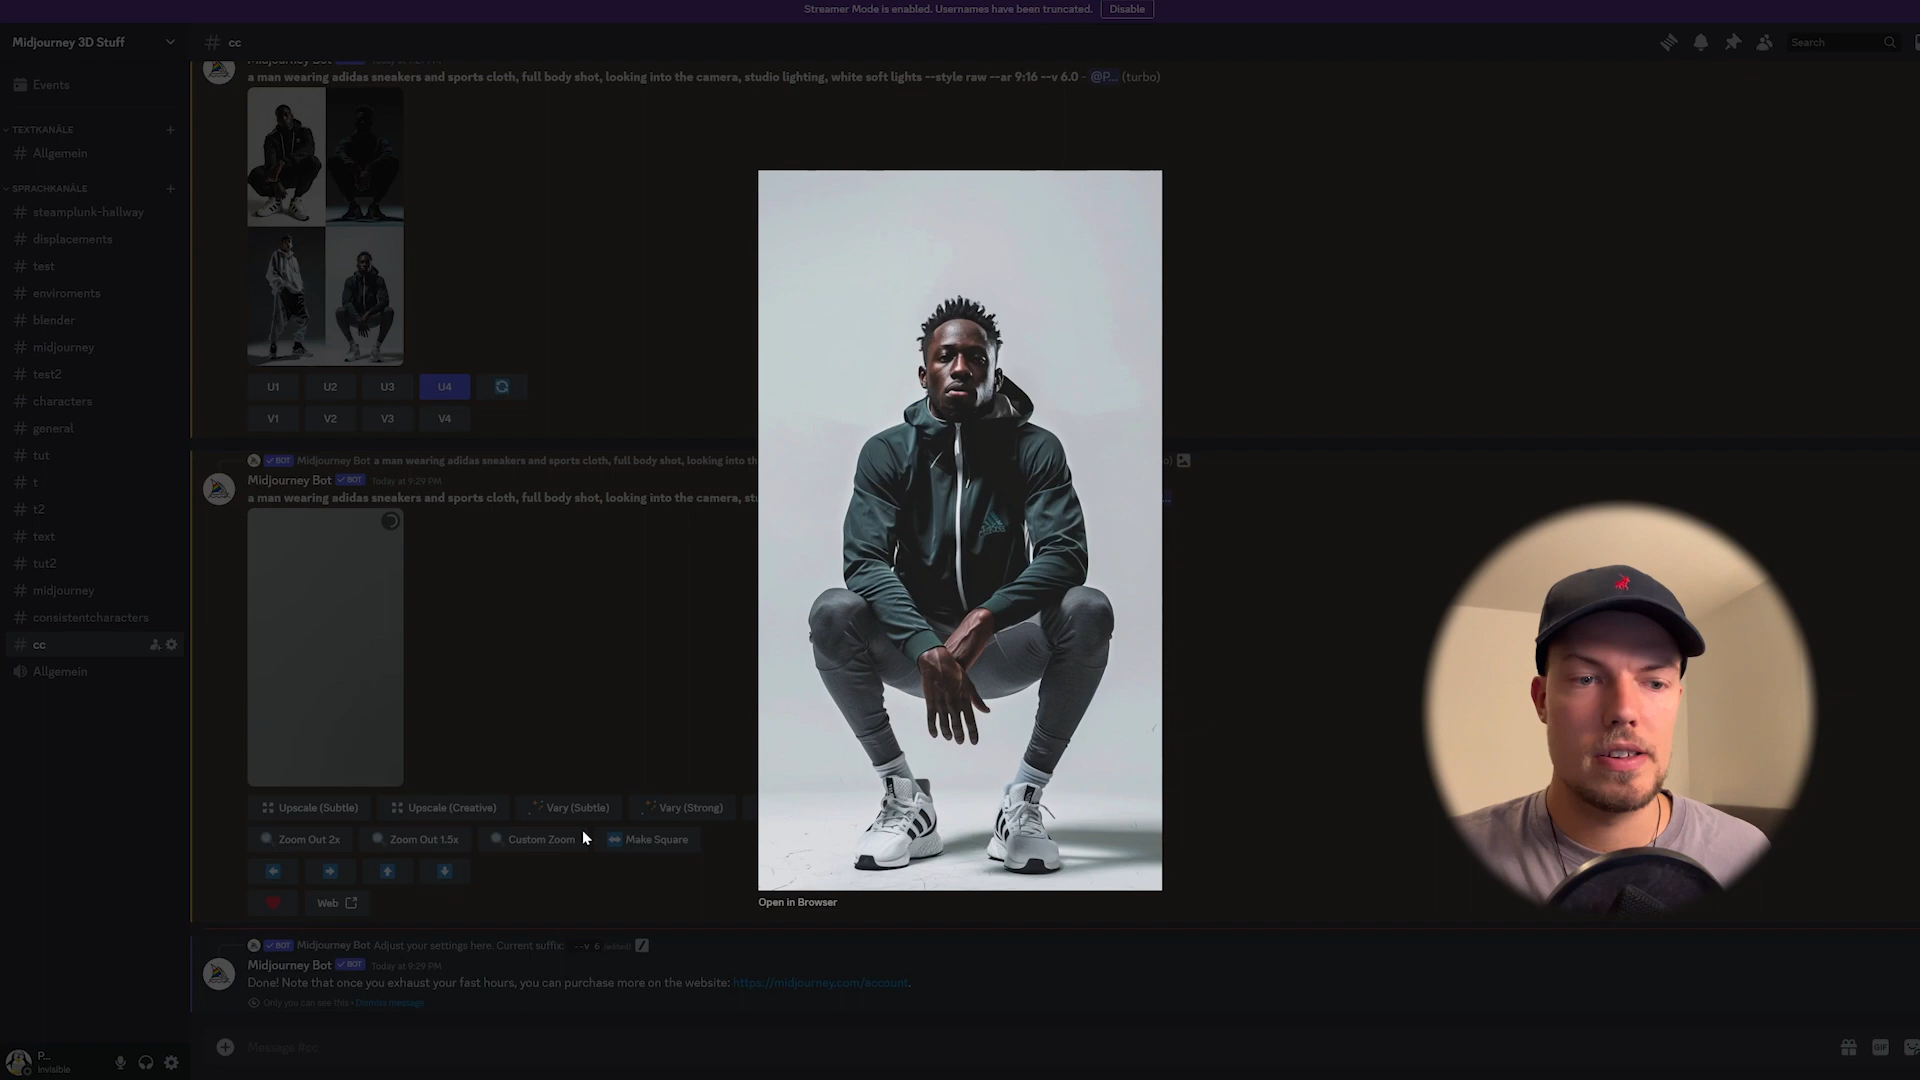 Streamer Mode is enabled. Usernames have been truncated. Disable
Midjourney 3D Stuff
# cc
Search
Events
TEXTKANÄLE
# Allgemein
SPRACHKANÄLE
# steamplunk-hallway
# displacements
# test
# enviroments
# blender
# midjourney
# test2
# characters
# general
# tut
# t
# t2
# text
# tut2
# midjourney
# consistentcharacters
# cc
Allgemein
P...
Invisible
a man wearing adidas sneakers and sports cloth, full body shot, looking into the camera, studio lighting, white soft lights --style raw --ar 9:16 --v 6.0 - @P... (turbo)
U1 U2 U3 U4
V1 V2 V3 V4
BOT Midjourney Bot a man wearing adidas sneakers and sports cloth, full body shot, looking into th
Midjourney Bot BOT Today at 9:29 PM
a man wearing adidas sneakers and sports cloth, full body shot, looking into the camera, stu
Upscale (Subtle) Upscale (Creative) Vary (Subtle) Vary (Strong)
Zoom Out 2x Zoom Out 1.5x Custom Zoom Make Square
Web
Open in Browser
BOT Midjourney Bot Adjust your settings here. Current suffix: --v 6 (edited)
Midjourney Bot BOT Today at 9:29 PM
Done! Note that once you exhaust your fast hours, you can purchase more on the website: https://midjourney.com/account.
Only you can see this • Dismiss message
Message #cc
GIF